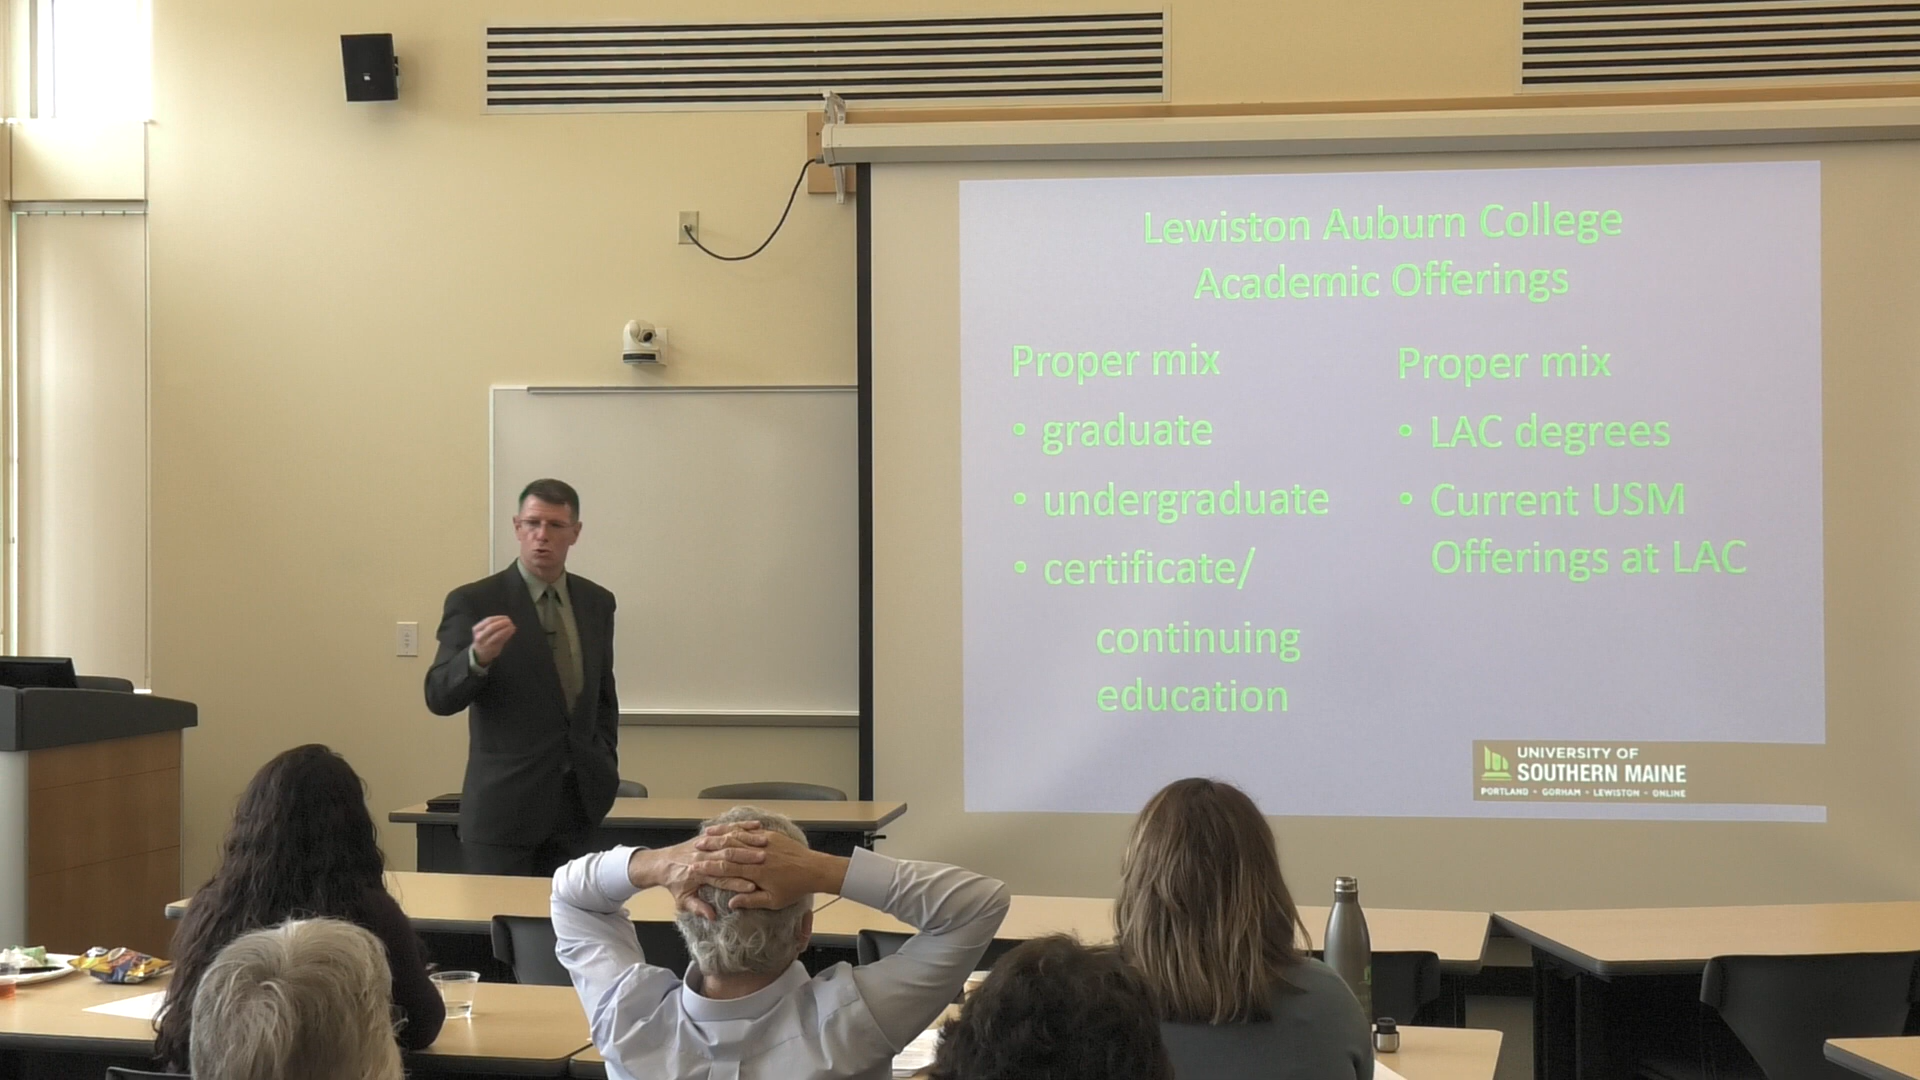 Lewiston Auburn College
Academic Offerings
Proper mix
• graduate
• undergraduate
• certificate/
continuing
education
Proper mix
• LAC degrees
• Current USM
Offerings at LAC
UNIVERSITY OF
SOUTHERN MAINE
PORTLAND • GORHAM • LEWISTON • ONLINE